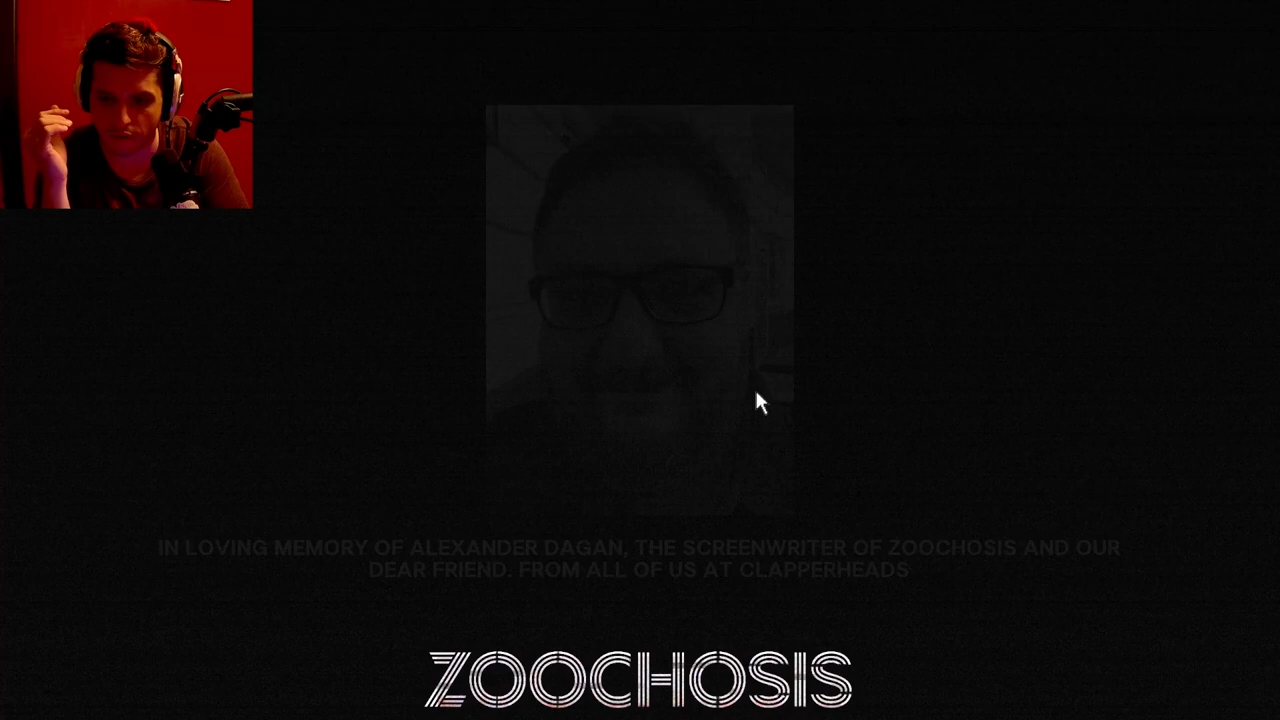 IN LOVING MEMORY OF ALEXANDER DAGAN, THE SCREENWRITER OF ZOOCHOSIS AND OUR
DEAR FRIEND. FROM ALL OF US AT CLAPPERHEADS
ZOOCHOSIS